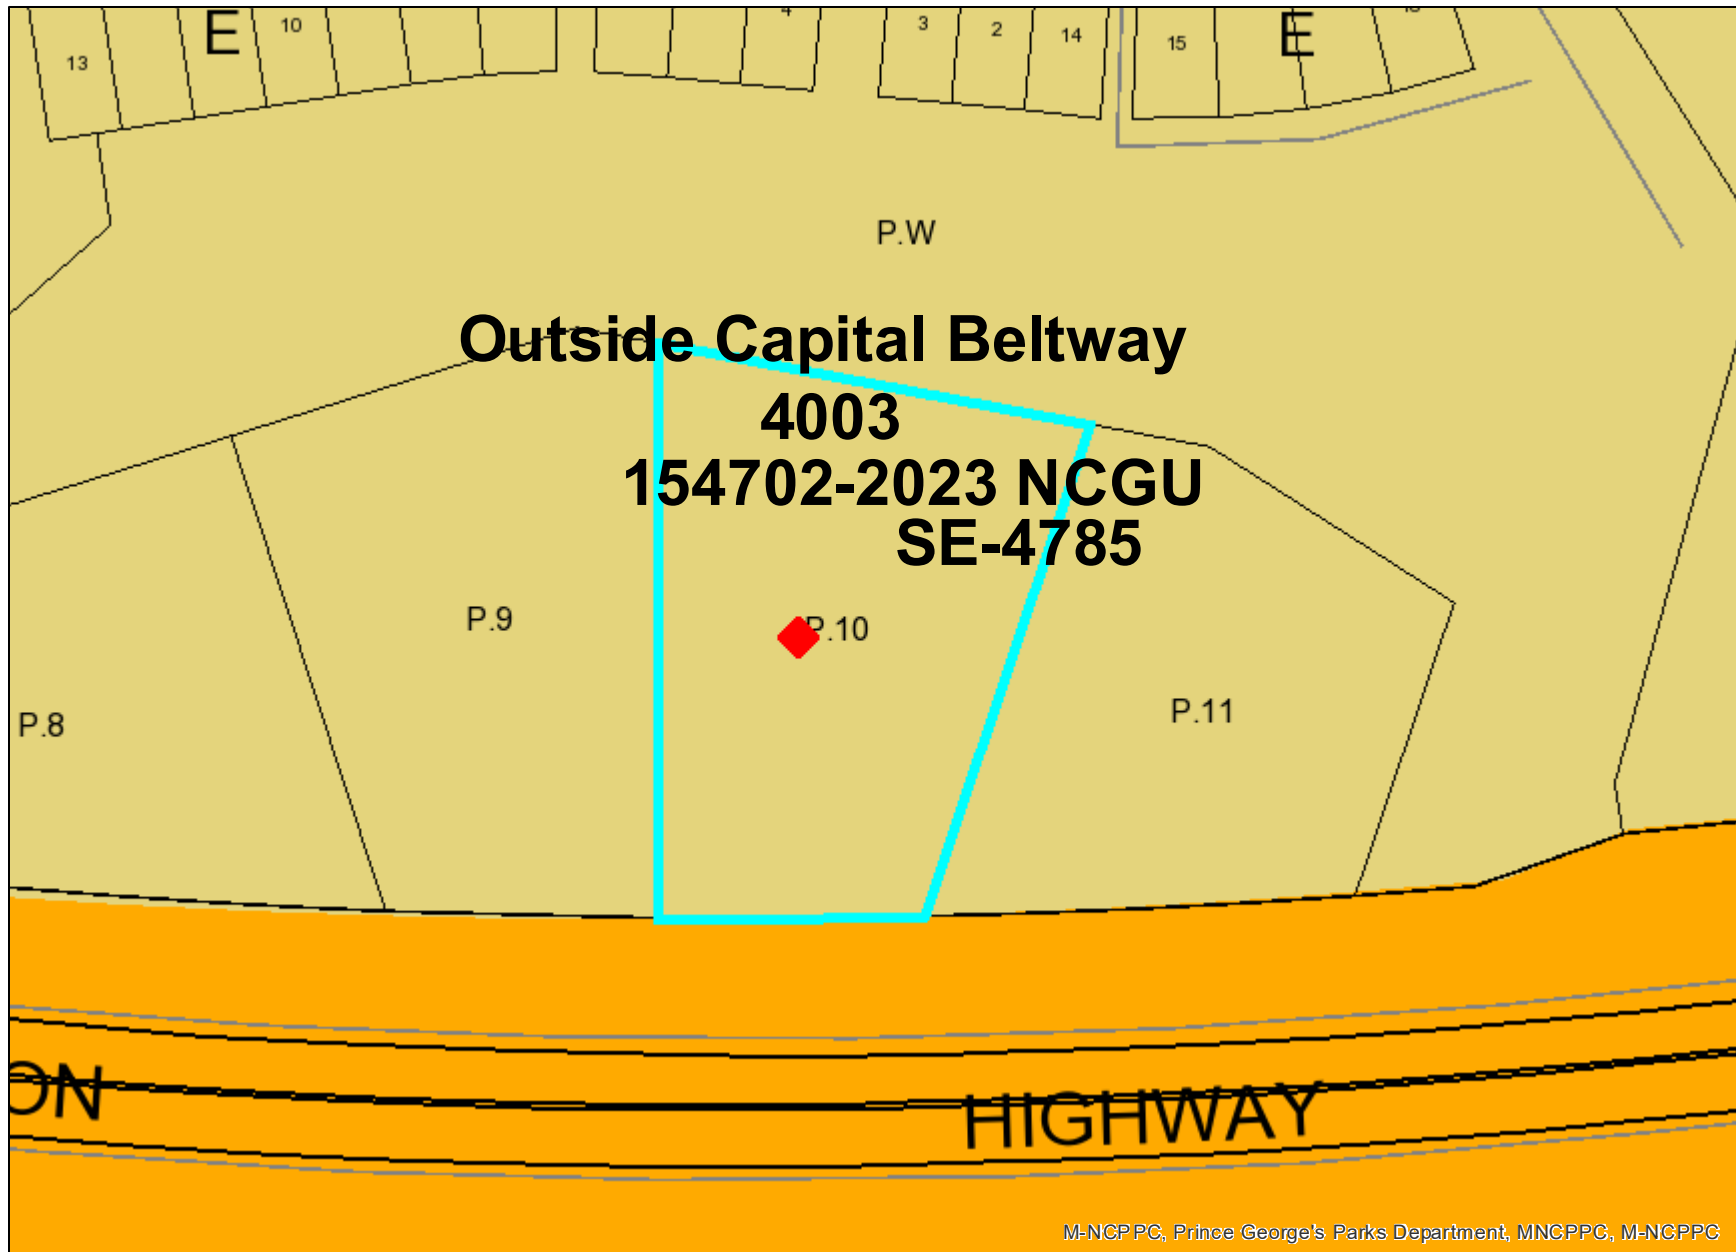 E
10
13
3
2
14
15
E
P.W
Outside Capital Beltway
4003
154702-2023 NCGU
SE-4785
P.9
P.10
P.8
P.11
ON
HIGHWAY
M-NCPPC, Prince George's Parks Department, MNCPPC, M-NCPPC